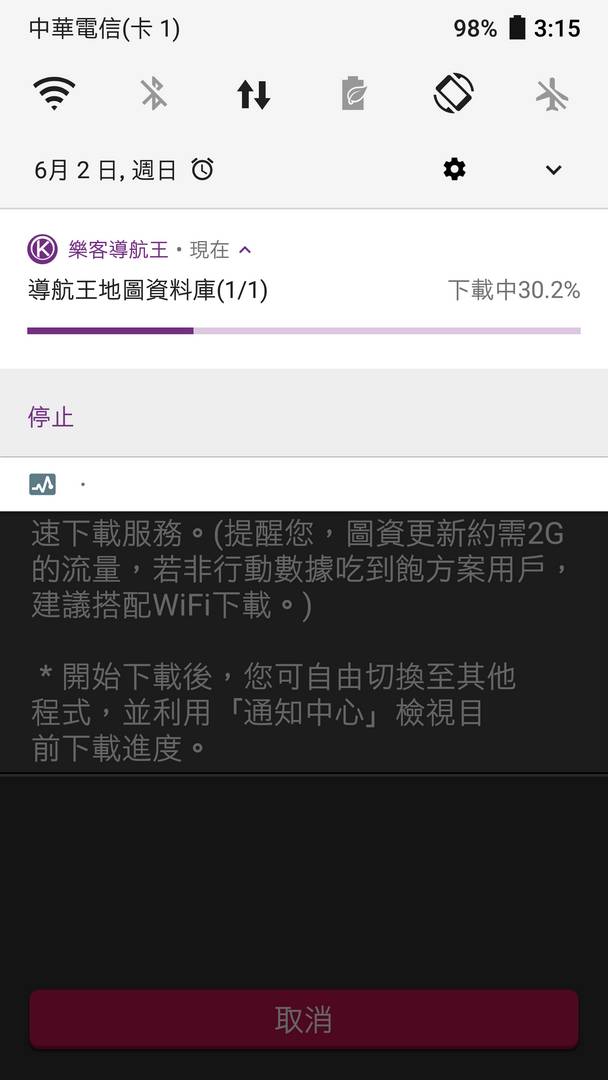 中華電信(卡 1) 98% 3:15
6月 2 日, 週日
樂客導航王 • 現在
導航王地圖資料庫(1/1) 下載中30.2%
停止
速下載服務。(提醒您，圖資更新約需2G
的流量，若非行動數據吃到飽方案用戶，
建議搭配WiFi下載。)
* 開始下載後，您可自由切換至其他
程式，並利用「通知中心」檢視目
前下載進度。
取消